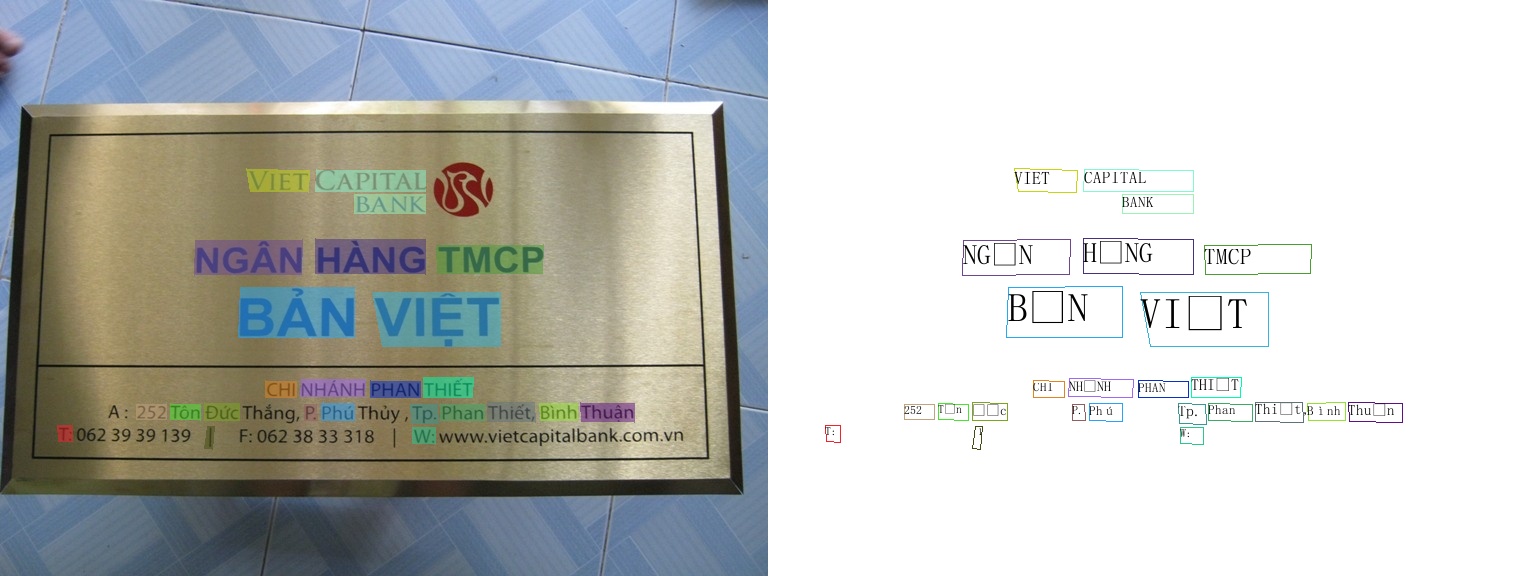 VIET CAPITAL
BANK
NGÂN HÀNG TMCP
BẢN VIỆT
CHI NHÁNH PHAN THIẾT
A : 252 Tôn Đức Thắng, P. Phú Thủy , Tp. Phan Thiết, Bình Thuận
T: 062 39 39 139 | F: 062 38 33 318 | W: www.vietcapitalbank.com.vn
VIET CAPITAL
BANK
NG□N H□NG TMCP
B□N VI□T
CHI NH□NH PHAN THI□T
252 T□n □□c P. Phú Tp. Phan Thi□t, Bình Thu□n
T: | W: